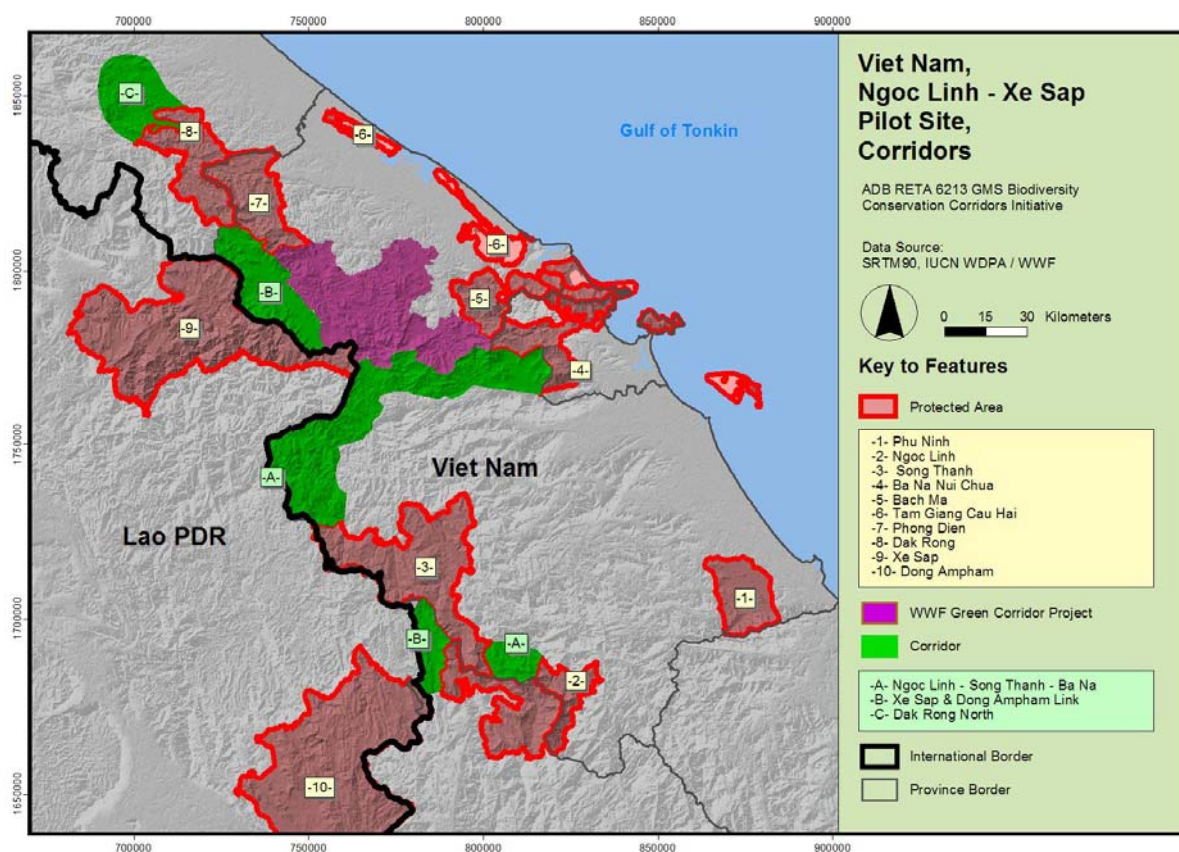 700000 750000 800000 850000 900000
1850000
1800000
1750000
1700000
1650000
-C-
-8-
-6-
Gulf of Tonkin
-7-
-6-
-B-
-5-
-9-
-4-
Viet Nam
-A-
Lao PDR
-3-
-1-
-B-
-A-
-2-
-10-
700000 750000 800000 850000 900000
Viet Nam,
Ngoc Linh - Xe Sap
Pilot Site,
Corridors
ADB RETA 6213 GMS Biodiversity
Conservation Corridors Initiative
Data Source:
SRTM90, IUCN WDPA / WWF
0 15 30 Kilometers
Key to Features
Protected Area
-1- Phu Ninh
-2- Ngoc Linh
-3- Song Thanh
-4- Ba Na Nui Chua
-5- Bach Ma
-6- Tam Giang Cau Hai
-7- Phong Dien
-8- Dak Rong
-9- Xe Sap
-10- Dong Ampham
WWF Green Corridor Project
Corridor
-A- Ngoc Linh - Song Thanh - Ba Na
-B- Xe Sap & Dong Ampham Link
-C- Dak Rong North
International Border
Province Border